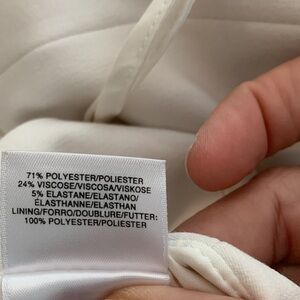 71% POLYESTER/POLIESTER
24% VISCOSE/VISCOSA/VISKOSE
5% ELASTANE/ELASTANO/
ÉLASTHANNE/ELASTHAN
LINING/FORRO/DOUBLURE/FUTTER:
100% POLYESTER/POLIESTER